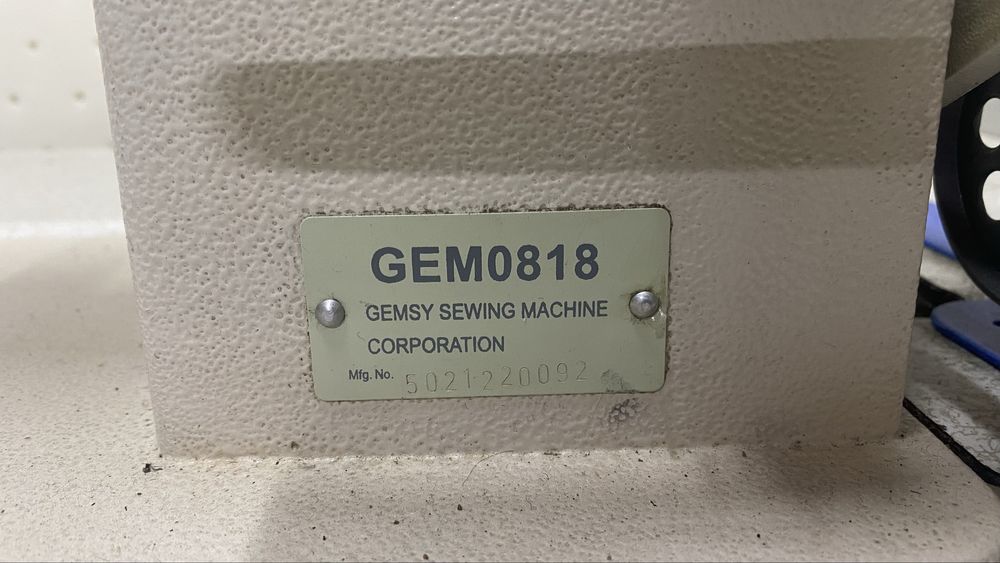 GEM0818
GEMSY SEWING MACHINE
CORPORATION
Mfg. No. 5021220092